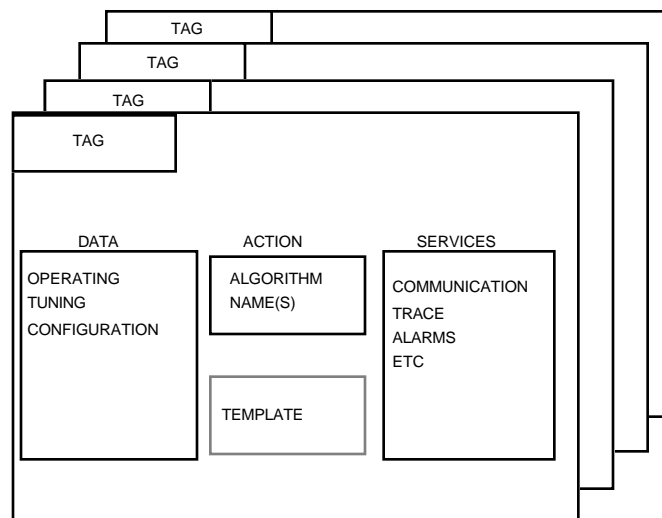 TAG
TAG
TAG
TAG
DATA
OPERATING
TUNING
CONFIGURATION
ACTION
ALGORITHM
NAME(S)
TEMPLATE
SERVICES
COMMUNICATION
TRACE
ALARMS
ETC